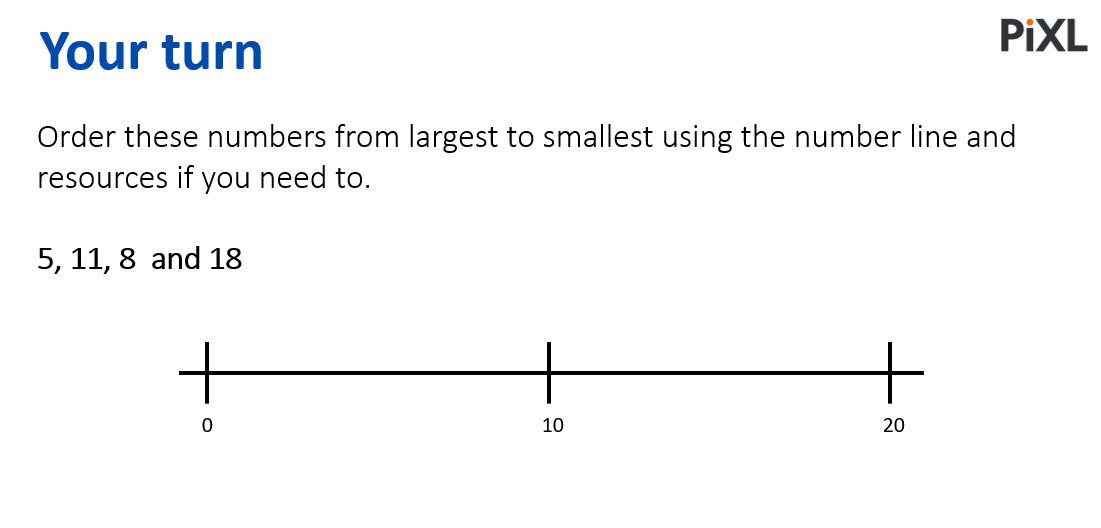 Your turn
PiXL
Order these numbers from largest to smallest using the number line and
resources if you need to.
5, 11, 8 and 18
0 10 20